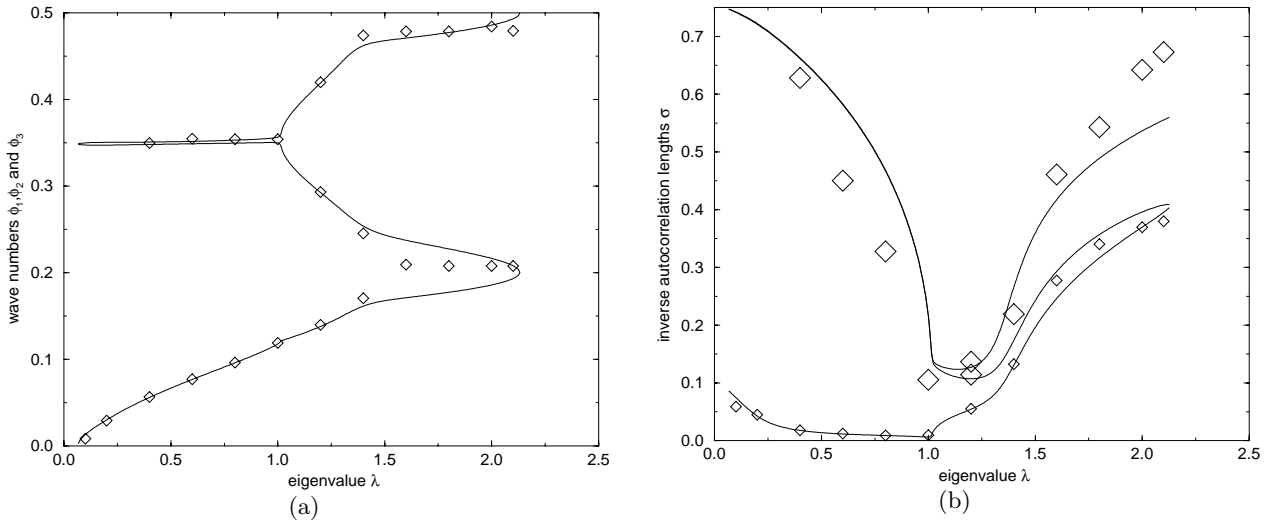 0.5
0.4
0.3
0.2
0.1
0.0
wave numbers ϕ₁,ϕ₂ and ϕ₃
0.0 0.5 1.0 1.5 2.0 2.5
eigenvalue λ
(a)
0.7
0.6
0.5
0.4
0.3
0.2
0.1
0.0
inverse autocorrelation lengths σ
0.0 0.5 1.0 1.5 2.0 2.5
eigenvalue λ
(b)